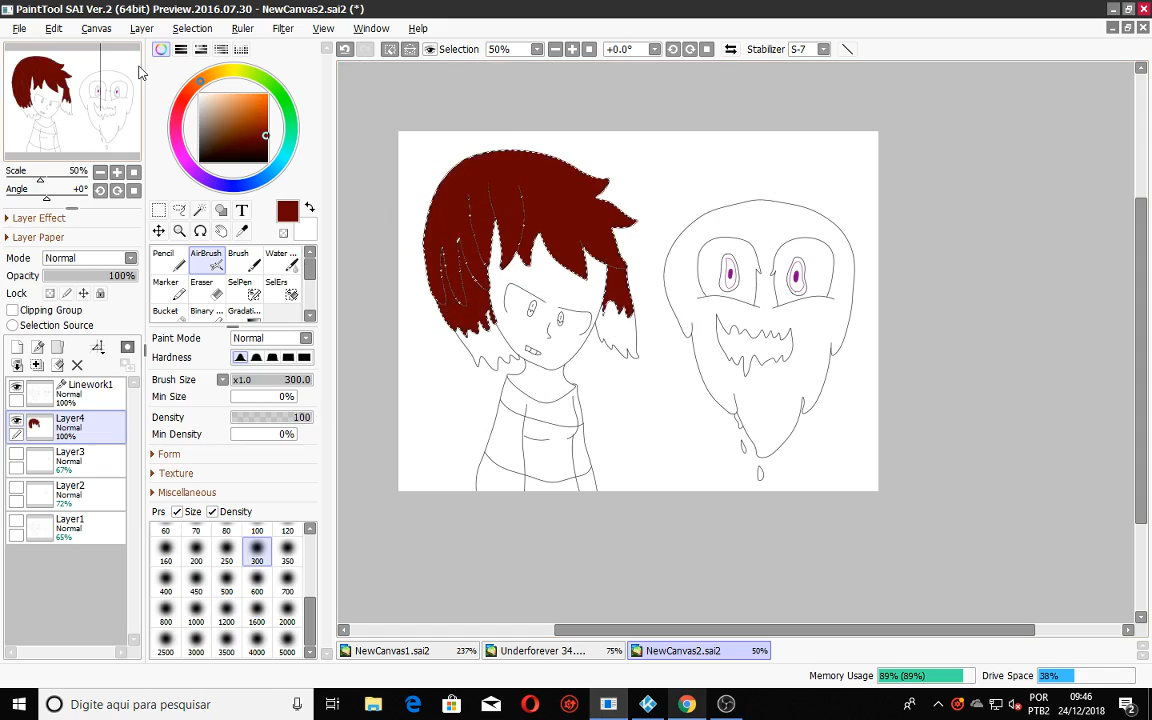 PaintTool SAI Ver.2 (64bit) Preview.2016.07.30 - NewCanvas2.sai2 (*)
File Edit Canvas Layer Selection Ruler Filter View Window Help
Selection 50% +0.0° Stabilizer S-7
Scale 50%
Angle +0°
Layer Effect
Layer Paper
Mode Normal
Opacity 100%
Lock
Clipping Group
Selection Source
Linework1
Normal
100%
Layer4
Normal
100%
Layer3
Normal
67%
Layer2
Normal
72%
Layer1
Normal
65%
T
Pencil AirBrush Brush Water ...
Marker Eraser SelPen SelErs
Bucket Binary ... Gradati...
Paint Mode Normal
Hardness
Brush Size x1.0 300.0
Min Size 0%
Density 100
Min Density 0%
Form
Texture
Miscellaneous
Prs Size Density
60 70 80 100 120
160 200 250 300 350
400 450 500 600 700
800 1000 1200 1600 2000
2500 3000 3500 4000 5000
NewCanvas1.sai2 237% Underforever 34.... 75% NewCanvas2.sai2 50%
Memory Usage 89% (89%) Drive Space 38%
Digite aqui para pesquisar
POR
PTB2
09:46
24/12/2018
2